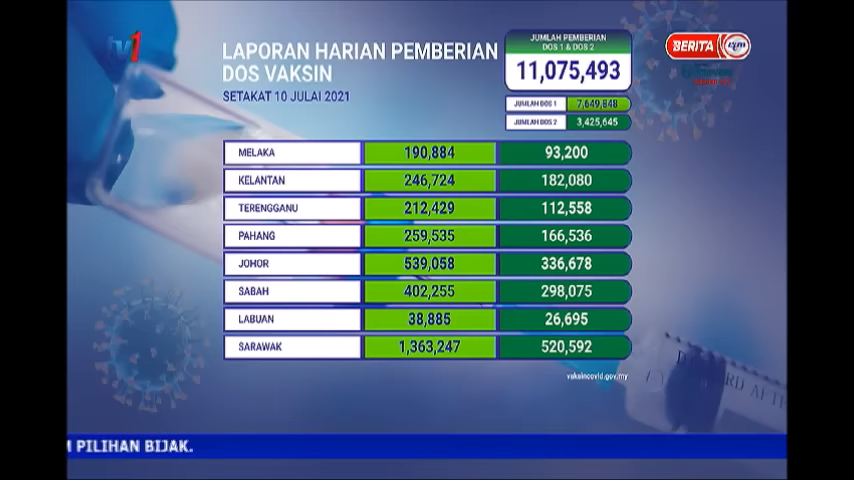 tv1
LAPORAN HARIAN PEMBERIAN
DOS VAKSIN
SETAKAT 10 JULAI 2021
JUMLAH PEMBERIAN
DOS 1 & DOS 2
11,075,493
JUMLAH DOS 1 7,649,848
JUMLAH DOS 2 3,425,645
BERITA rtm
MELAKA 190,884 93,200
KELANTAN 246,724 182,080
TERENGGANU 212,429 112,558
PAHANG 259,535 166,536
JOHOR 539,058 336,678
SABAH 402,255 298,075
LABUAN 38,885 26,695
SARAWAK 1,363,247 520,592
vaksincovid.gov.my
PILIHAN BIJAK.